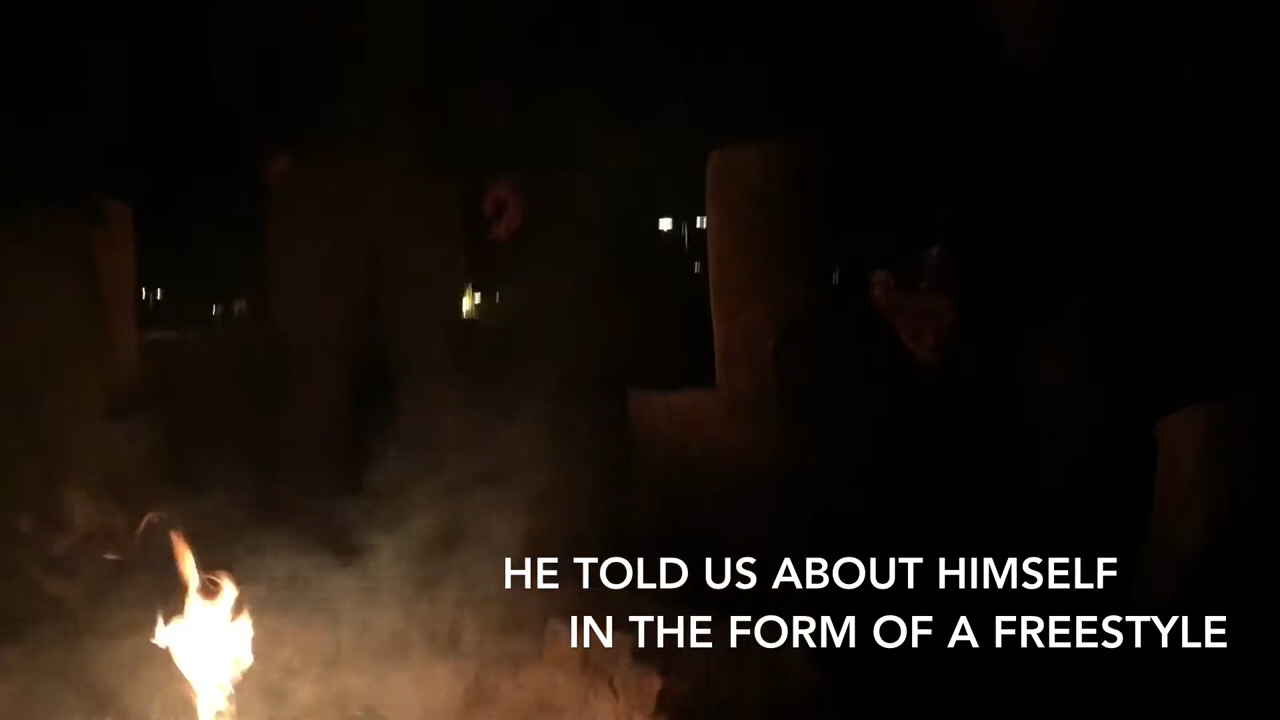 HE TOLD US ABOUT HIMSELF
IN THE FORM OF A FREESTYLE